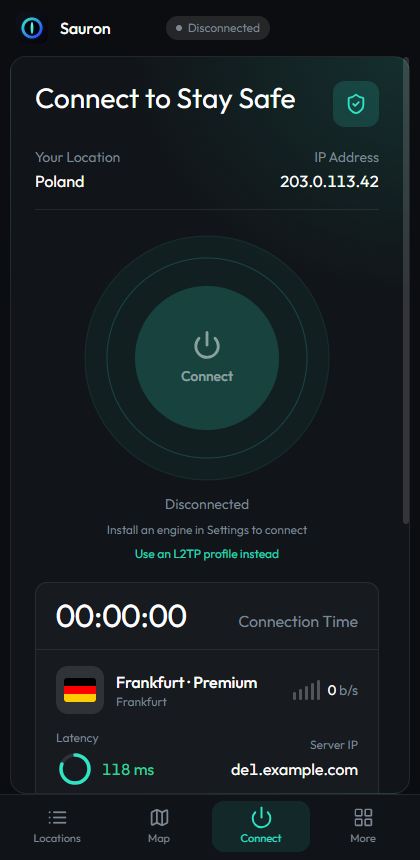 Sauron
Disconnected
Connect to Stay Safe
Your Location
IP Address
Poland
203.0.113.42
Connect
Disconnected
Install an engine in Settings to connect
Use an L2TP profile instead
00:00:00
Connection Time
Frankfurt · Premium
Frankfurt
0 b/s
Latency
Server IP
118 ms
de1.example.com
Locations
Map
Connect
More